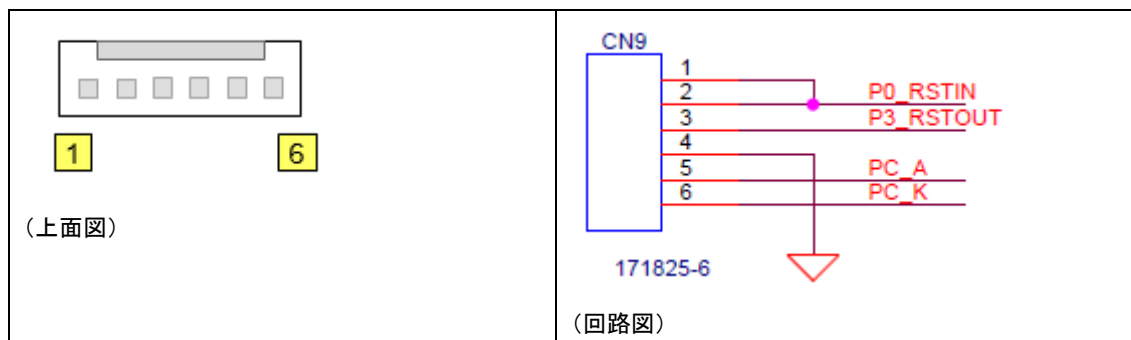 1
6
（上面図）
CN9
1
2
P0_RSTIN
3
P3_RSTOUT
4
5
PC_A
6
PC_K
171825-6
（回路図）